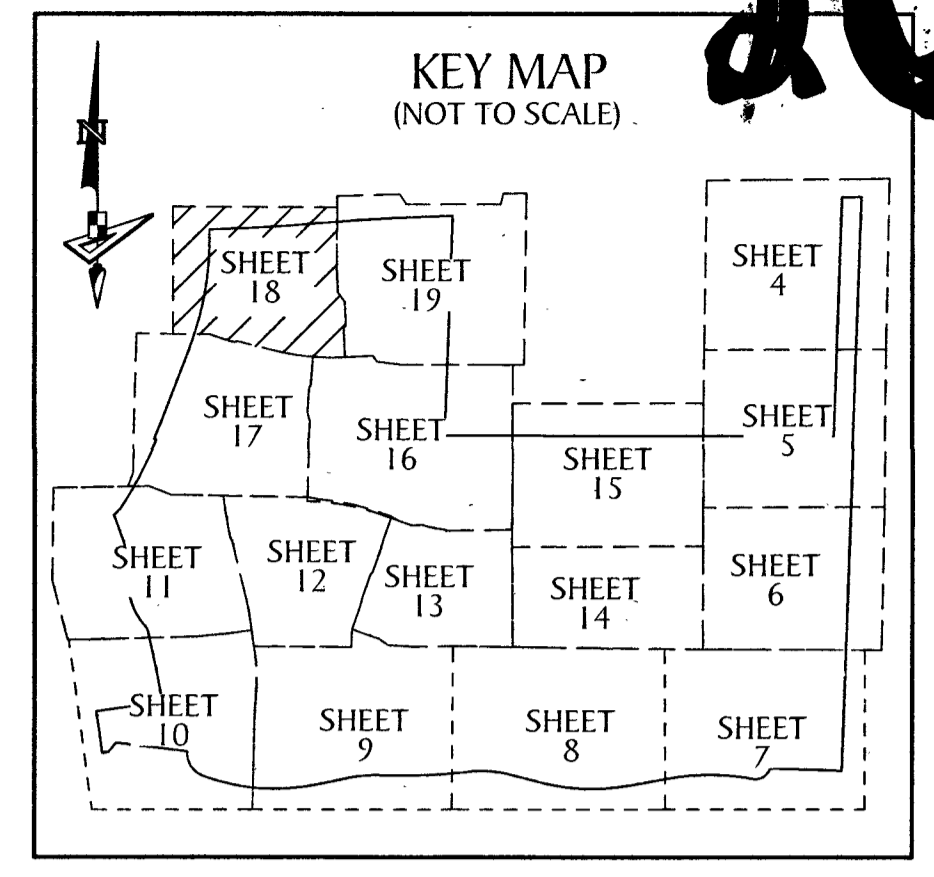 KEY MAP
(NOT TO SCALE)
N
SHEET
18
SHEET
19
SHEET
4
SHEET
17
SHEET
16
SHEET
15
SHEET
5
SHEET
11
SHEET
12
SHEET
13
SHEET
14
SHEET
6
SHEET
10
SHEET
9
SHEET
8
SHEET
7